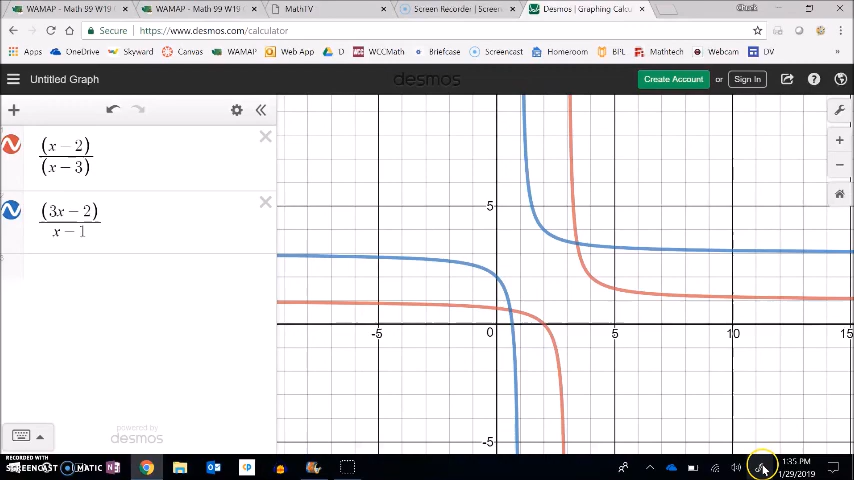 WAMAP - Math 99 W19 M
WAMAP - Math 99 W19 M
MathTV
Screen Recorder | Screen
Desmos | Graphing Calcu
Secure https://www.desmos.com/calculator
Apps OneDrive Skyward Canvas WAMAP Web App D WCCMath Briefcase Screencast Homeroom BPL Mathtech Webcam DV
Untitled Graph desmos Create Account or Sign In
(x − 2)
(x − 3)
(3x − 2)
x − 1
3
5
-5 0 5 10 15
-5
powered by
desmos
RECORDED WITH
SCREENCAST MATIC
1:35 PM
1/29/2019